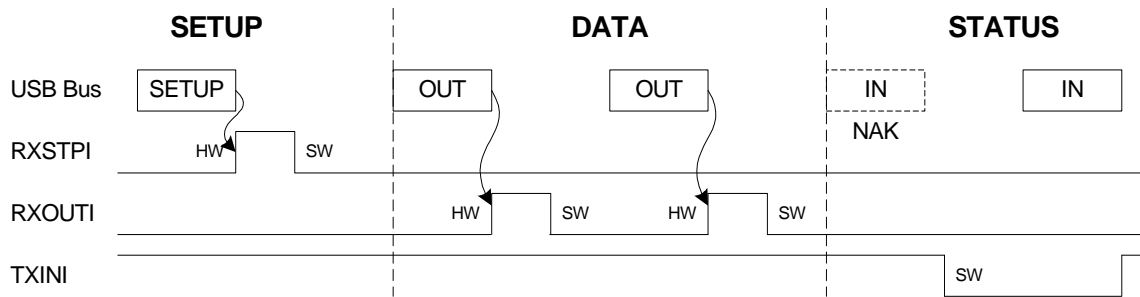 SETUP DATA STATUS
USB Bus SETUP OUT OUT IN IN
NAK
RXSTPI HW SW
RXOUTI HW SW HW SW
TXINI SW